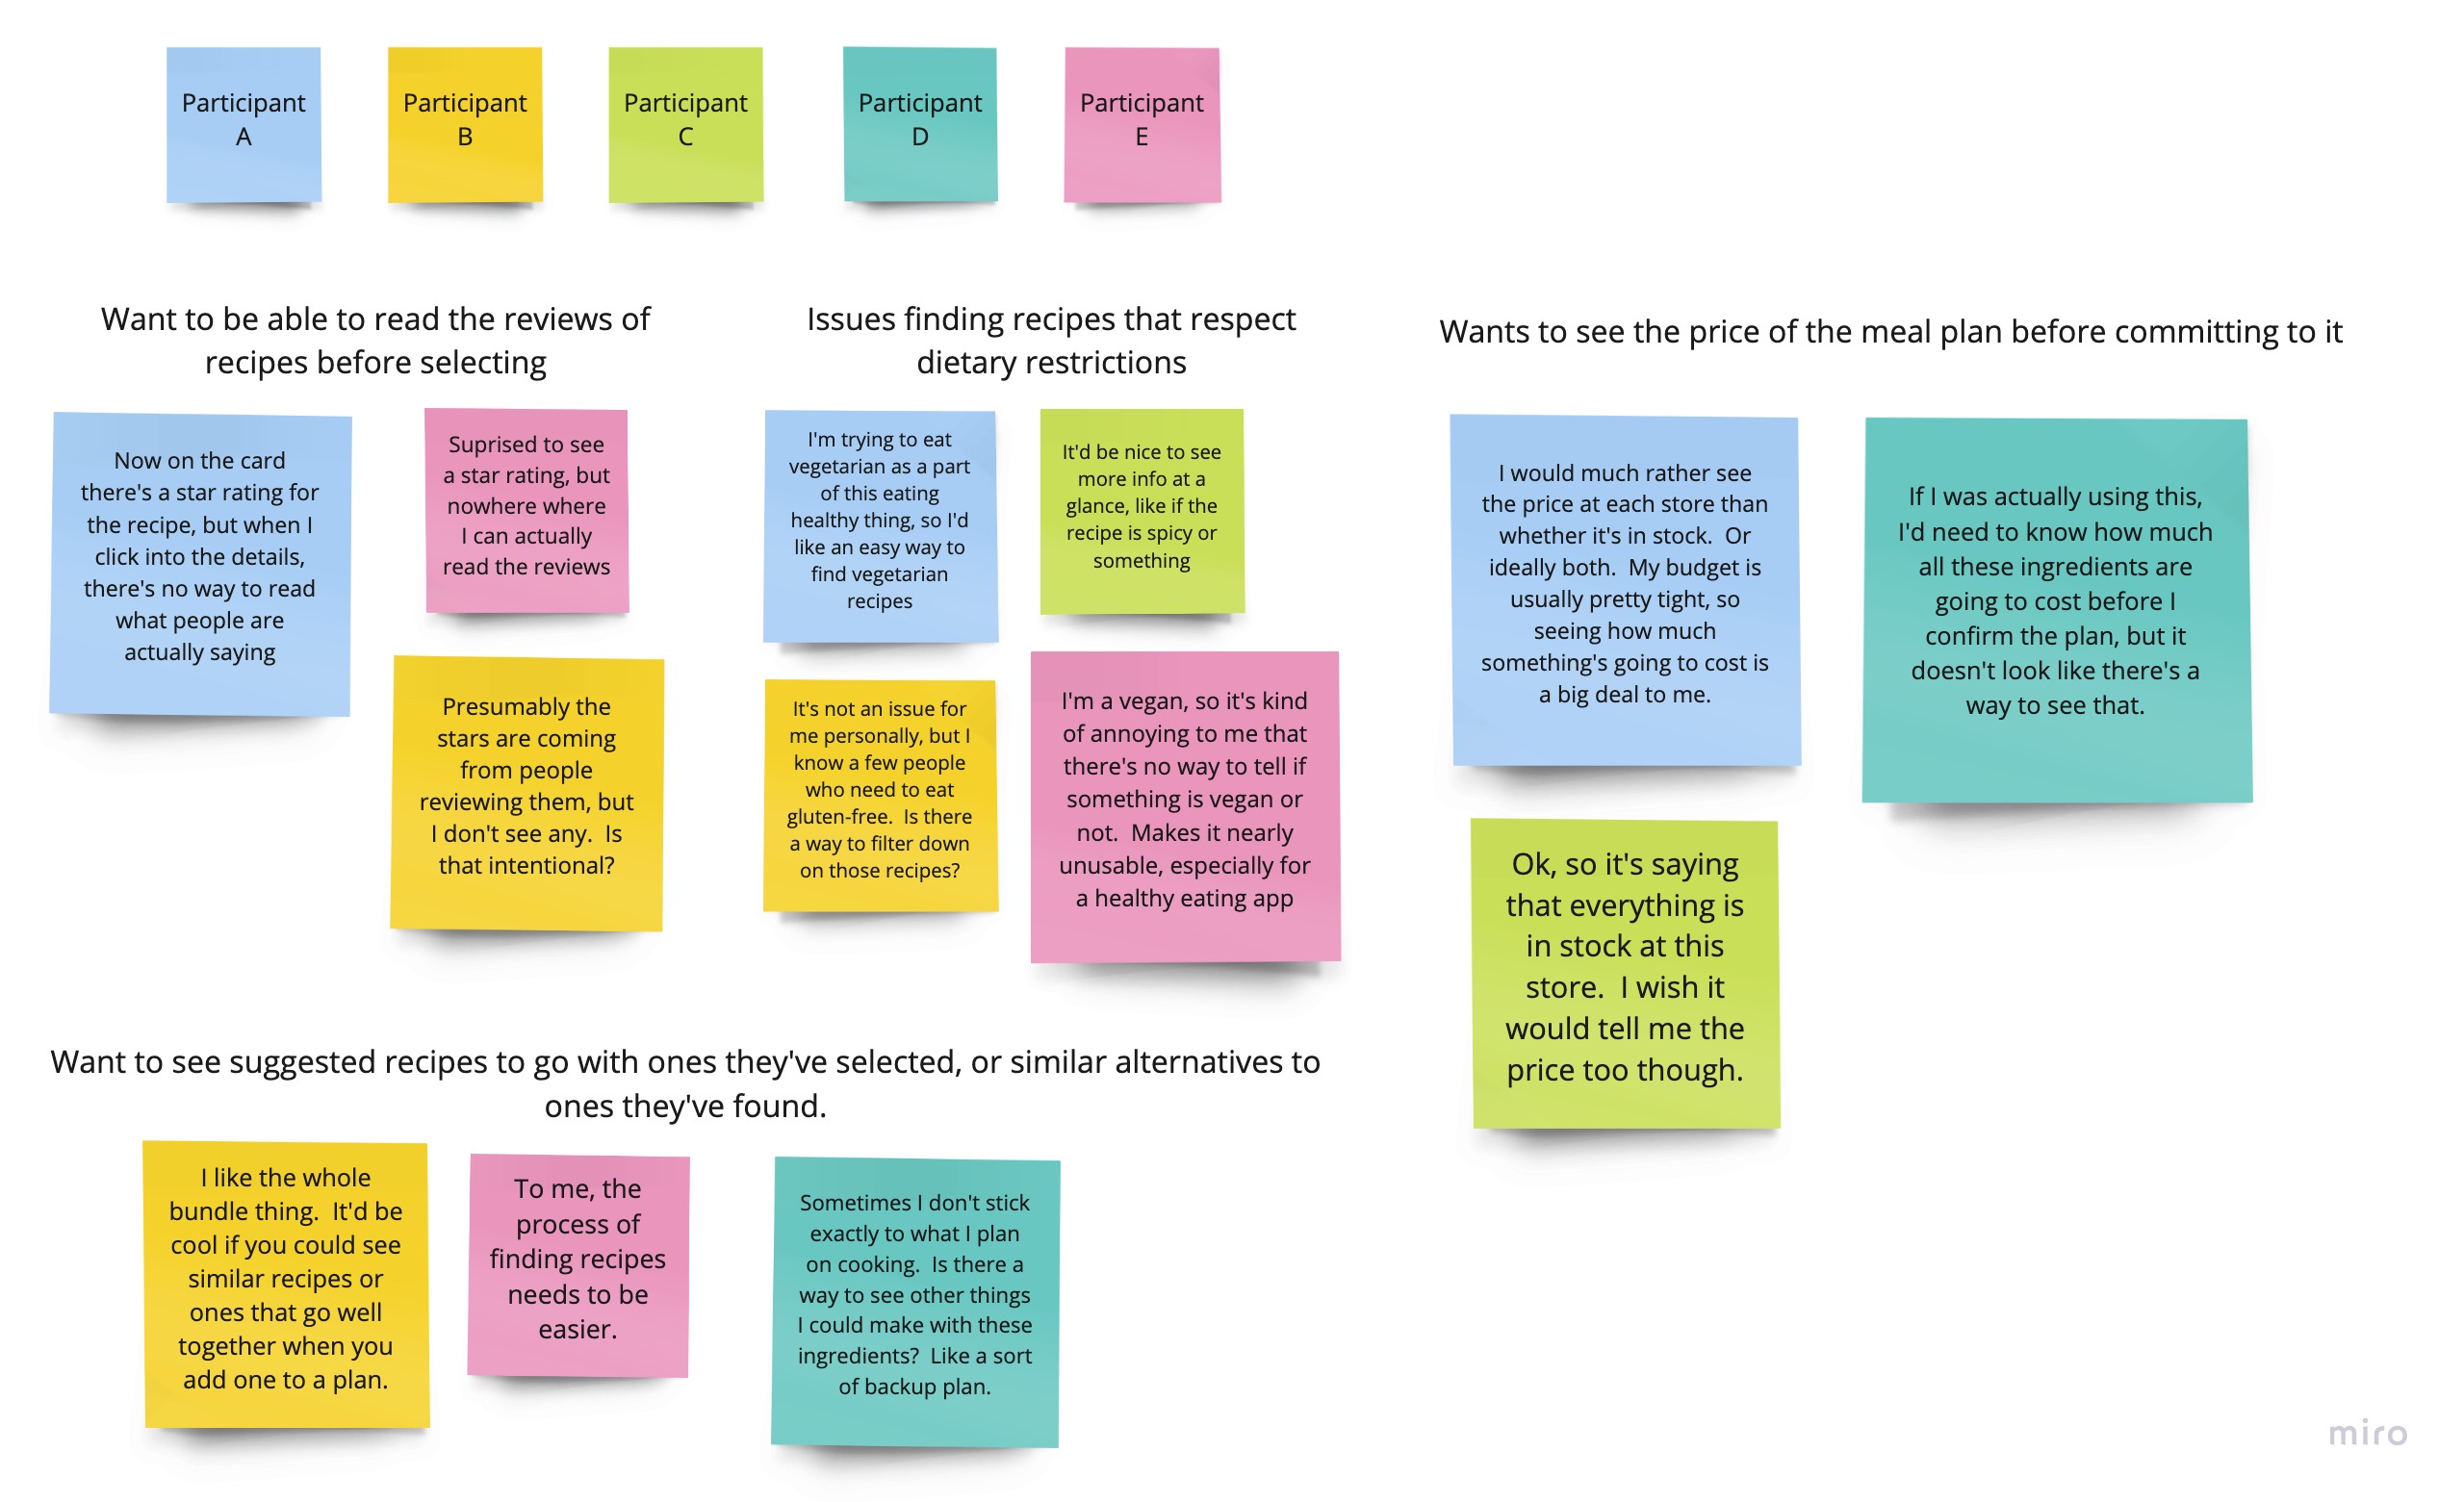 Participant
A
Participant
B
Participant
C
Participant
D
Participant
E
Want to be able to read the reviews of
recipes before selecting
Now on the card
there's a star rating for
the recipe, but when I
click into the details,
there's no way to read
what people are
actually saying
Suprised to see
a star rating, but
nowhere where
I can actually
read the reviews
Presumably the
stars are coming
from people
reviewing them, but
I don't see any.  Is
that intentional?
Issues finding recipes that respect
dietary restrictions
I'm trying to eat
vegetarian as a part
of this eating
healthy thing, so I'd
like an easy way to
find vegetarian
recipes
It'd be nice to see
more info at a
glance, like if the
recipe is spicy or
something
It's not an issue for
me personally, but I
know a few people
who need to eat
gluten-free.  Is there
a way to filter down
on those recipes?
I'm a vegan, so it's kind
of annoying to me that
there's no way to tell if
something is vegan or
not.  Makes it nearly
unusable, especially for
a healthy eating app
Wants to see the price of the meal plan before committing to it
I would much rather see
the price at each store than
whether it's in stock.  Or
ideally both.  My budget is
usually pretty tight, so
seeing how much
something's going to cost is
a big deal to me.
If I was actually using this,
I'd need to know how much
all these ingredients are
going to cost before I
confirm the plan, but it
doesn't look like there's a
way to see that.
Ok, so it's saying
that everything is
in stock at this
store.  I wish it
would tell me the
price too though.
Want to see suggested recipes to go with ones they've selected, or similar alternatives to
ones they've found.
I like the whole
bundle thing.  It'd be
cool if you could see
similar recipes or
ones that go well
together when you
add one to a plan.
To me, the
process of
finding recipes
needs to be
easier.
Sometimes I don't stick
exactly to what I plan
on cooking.  Is there a
way to see other things
I could make with these
ingredients?  Like a sort
of backup plan.
miro